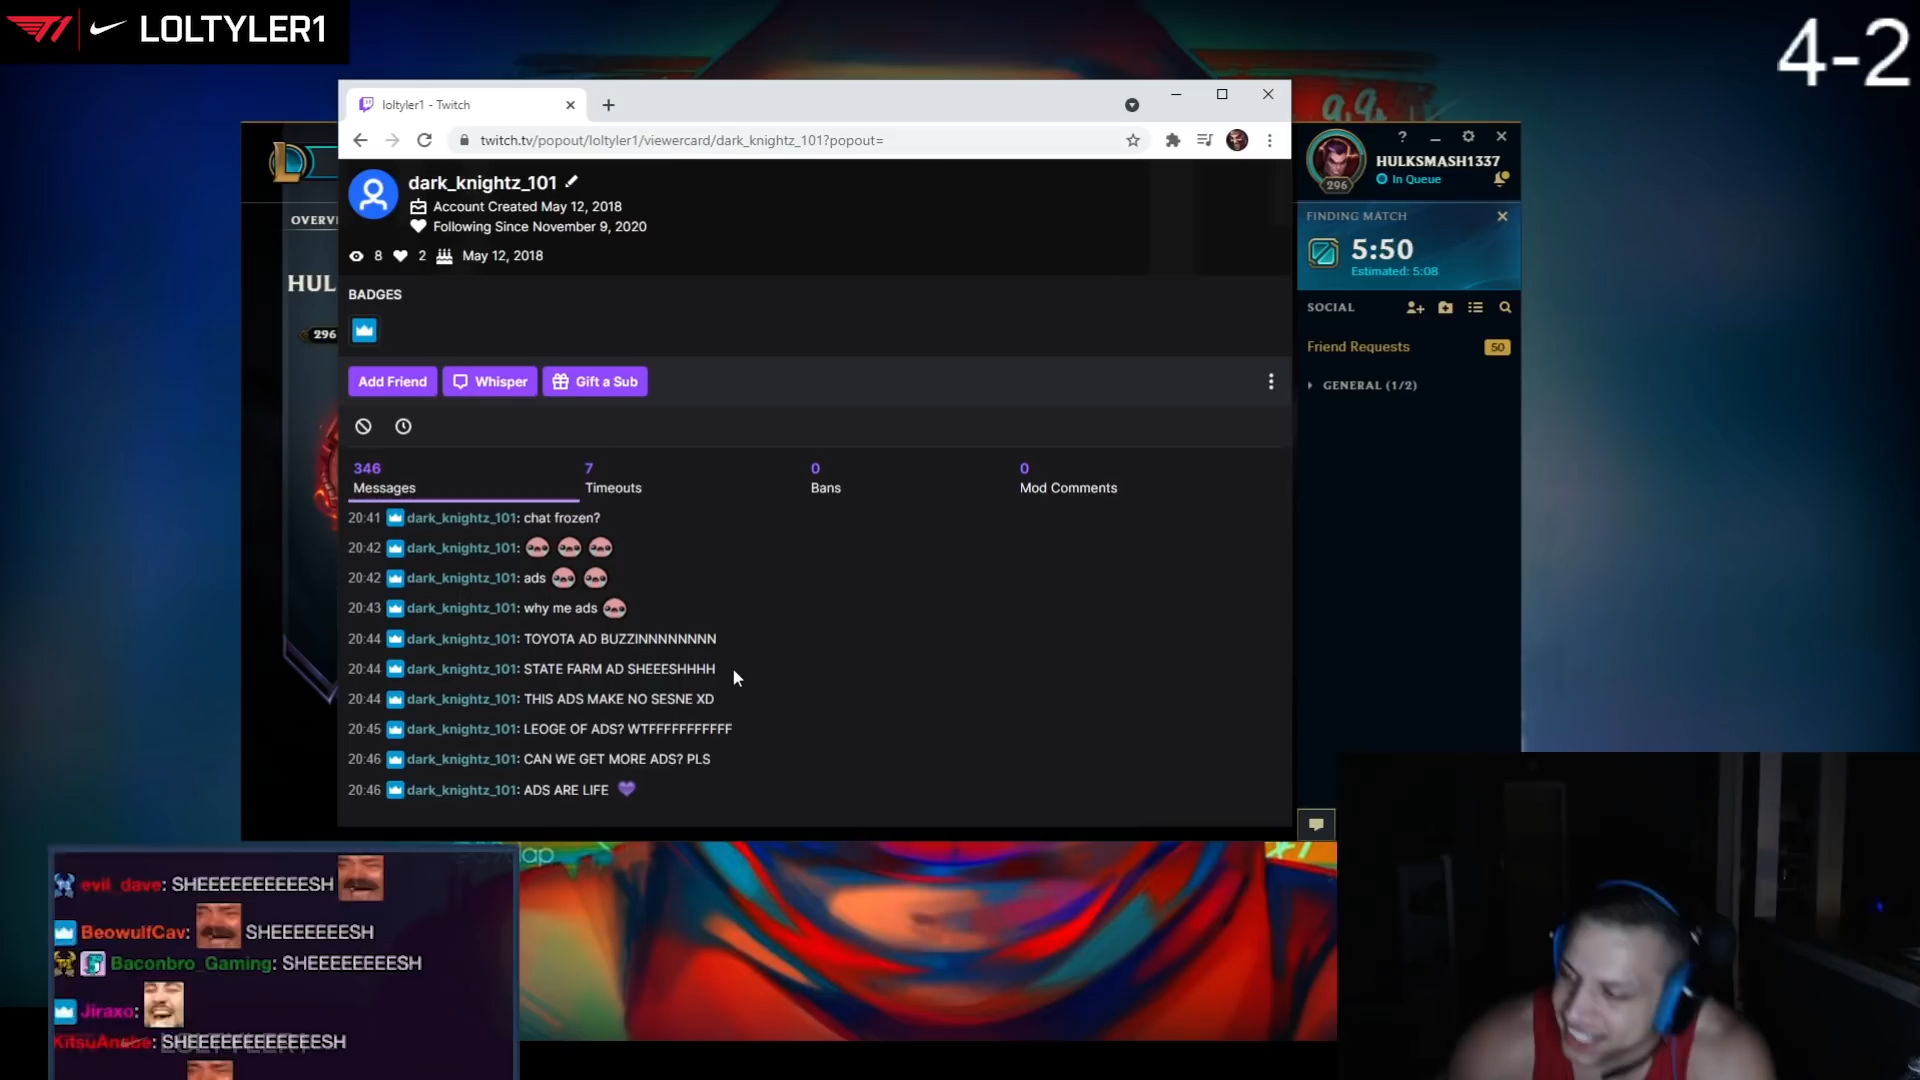 LOLTYLER1
4-2
loltyler1 - Twitch
twitch.tv/popout/loltyler1/viewercard/dark_knightz_101?popout=
dark_knightz_101
Account Created May 12, 2018
Following Since November 9, 2020
8 2 May 12, 2018
BADGES
Add Friend Whisper Gift a Sub
346 7 0 0
Messages Timeouts Bans Mod Comments
20:41 dark_knightz_101: chat frozen?
20:42 dark_knightz_101:
20:42 dark_knightz_101: ads
20:43 dark_knightz_101: why me ads
20:44 dark_knightz_101: TOYOTA AD BUZZINNNNNNNN
20:44 dark_knightz_101: STATE FARM AD SHEEESHHHH
20:44 dark_knightz_101: THIS ADS MAKE NO SESNE XD
20:45 dark_knightz_101: LEOGE OF ADS? WTFFFFFFFFFFF
20:46 dark_knightz_101: CAN WE GET MORE ADS? PLS
20:46 dark_knightz_101: ADS ARE LIFE
OVERV
HUL
296
HULKSMASH1337
296
In Queue
FINDING MATCH
5:50
Estimated: 5:08
SOCIAL
Friend Requests 50
GENERAL (1/2)
evil_dave: SHEEEEEEEEEEESH
BeowulfCav: SHEEEEEEESH
Baconbro_Gaming: SHEEEEEEEESH
Jiraxo:
SHEEEEEEEEEEEEESH
LOLTYLER1